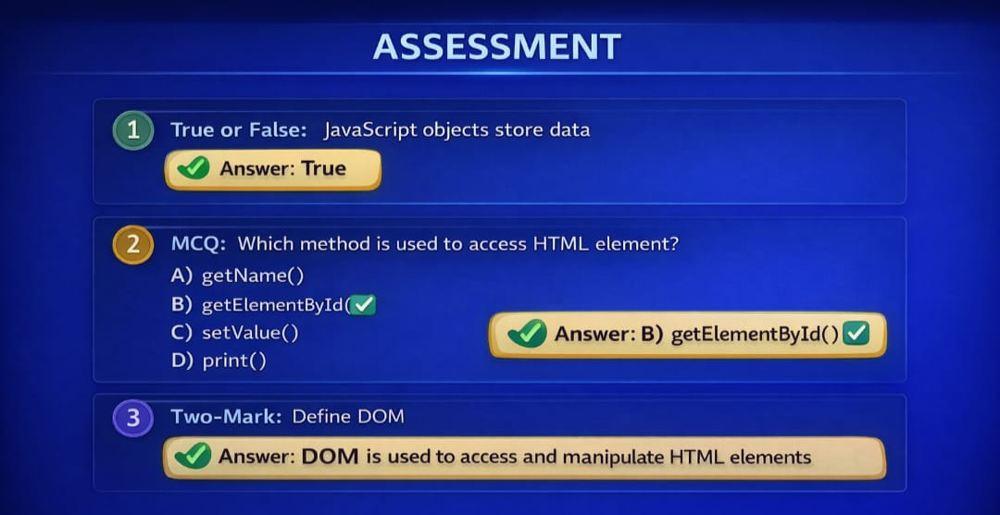 ASSESSMENT
1 True or False: JavaScript objects store data
✓ Answer: True
2 MCQ: Which method is used to access HTML element?
A) getName()
B) getElementById(✓
C) setValue()
D) print()
✓ Answer: B) getElementById() ✓
3 Two-Mark: Define DOM
✓ Answer: DOM is used to access and manipulate HTML elements